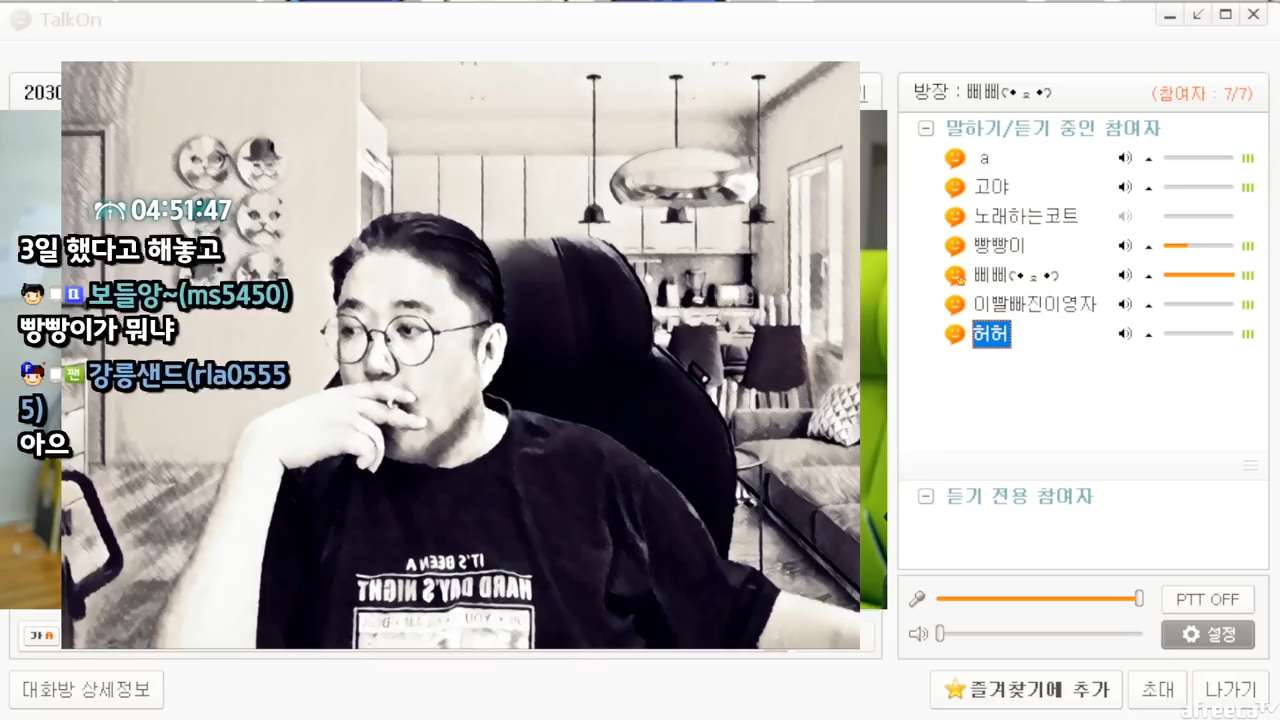 TalkOn
2030
방장 : 삐삐ʕ•ﻌ•ʔ
(참여자 : 7/7)
말하기/듣기 중인 참여자
a
고야
노래하는코트
빵빵이
삐삐ʕ•ﻌ•ʔ
이빨빠진이영자
허허
04:51:47
3일 했다고 해놓고
보들앙~(ms5450)
빵빵이가 뭐냐
팬 강릉샌드(rla0555
5)
아으
IT'S BEEN A
HARD DAY'S NIGHT
듣기 전용 참여자
PTT OFF
설정
가A
대화방 상세정보
즐겨찾기에 추가
초대
나가기
afreecaTV